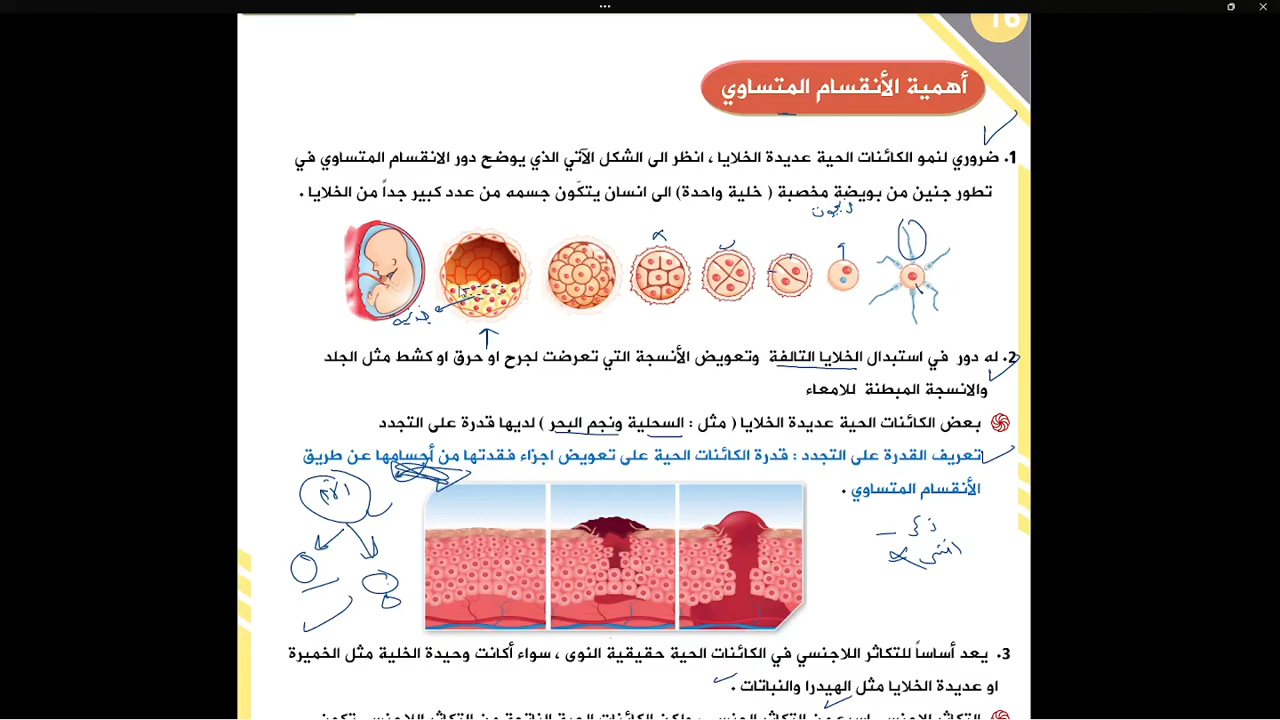 16
أهمية الأنقسام المتساوي
1. ضروري لنمو الكائنات الحية عديدة الخلايا ، انظر الى الشكل الآتي الذي يوضح دور الانقسام المتساوي في
تطور جنين من بويضة مخصبة ( خلية واحدة) الى انسان يتكّون جسمه من عدد كبير جداً من الخلايا .
2. له دور في استبدال الخلايا التالفة وتعويض الأنسجة التي تعرضت لجرح او حرق او كشط مثل الجلد
والانسجة المبطنة للامعاء
بعض الكائنات الحية عديدة الخلايا ( مثل : السحلية ونجم البحر ) لديها قدرة على التجدد
تعريف القدرة على التجدد : قدرة الكائنات الحية على تعويض اجزاء فقدتها من أجسامها عن طريق
الأنقسام المتساوي .
الأم
3. يعد أساساً للتكاثر اللاجنسي في الكائنات الحية حقيقية النوى ، سواء أكانت وحيدة الخلية مثل الخميرة
او عديدة الخلايا مثل الهيدرا والنباتات .